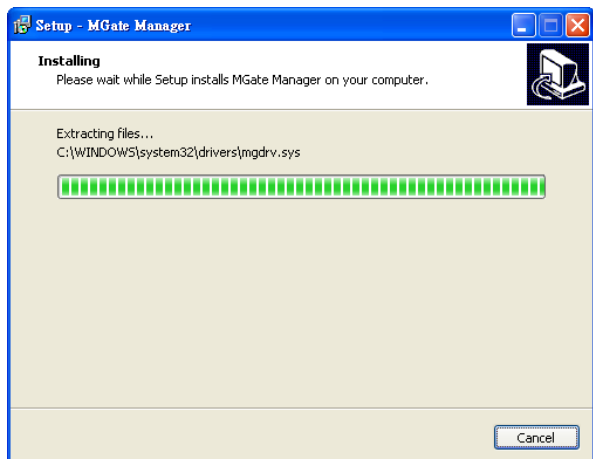 Setup - MGate Manager
Installing
Please wait while Setup installs MGate Manager on your computer.
Extracting files...
C:\WINDOWS\system32\drivers\mgdrv.sys
Cancel